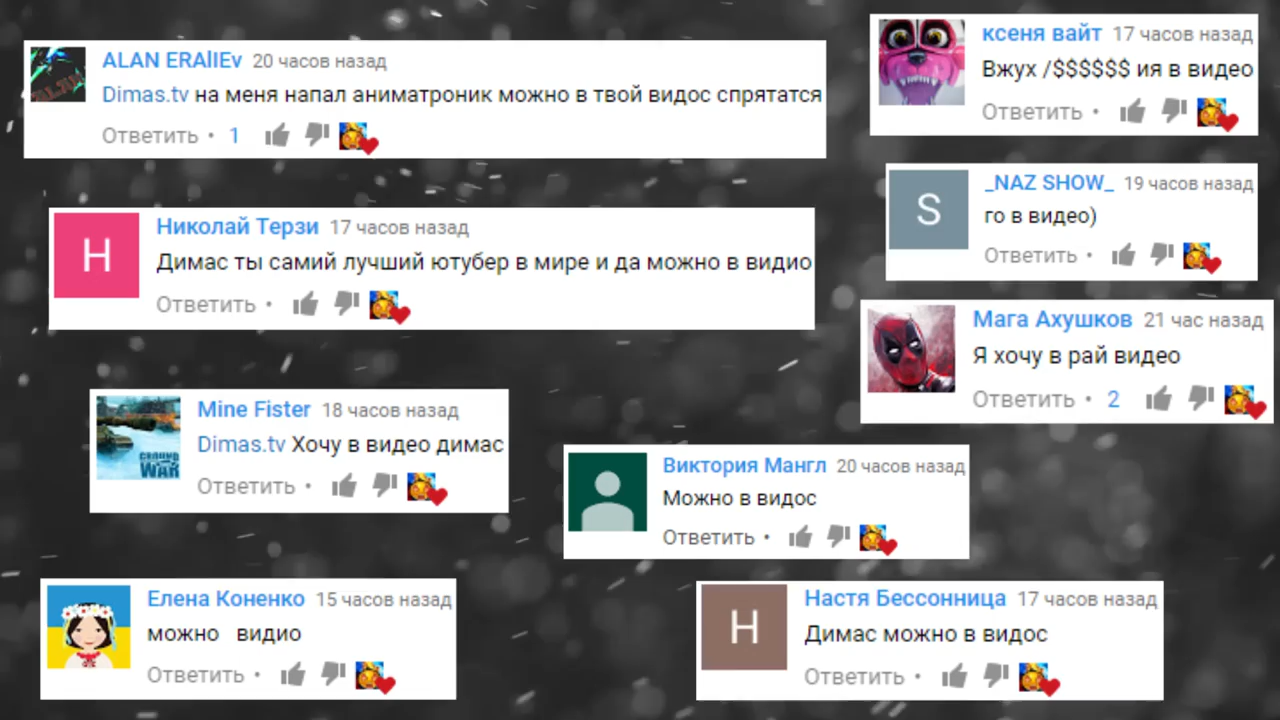 ALAN ERAlIEv 20 часов назад
Dimas.tv на меня напал аниматроник можно в твой видос спрятатся
Ответить • 1
ксеня вайт 17 часов назад
Вжух /$$$$$$ ия в видео
Ответить •
S
_NAZ SHOW_ 19 часов назад
го в видео)
Ответить •
Н
Николай Терзи 17 часов назад
Димас ты самий лучший ютубер в мире и да можно в видио
Ответить •
Мага Ахушков 21 час назад
Я хочу в рай видео
Ответить • 2
GROUND
WAR
Mine Fister 18 часов назад
Dimas.tv Хочу в видео димас
Ответить •
Виктория Мангл 20 часов назад
Можно в видос
Ответить •
Елена Коненко 15 часов назад
можно видио
Ответить •
Н
Настя Бессонница 17 часов назад
Димас можно в видос
Ответить •